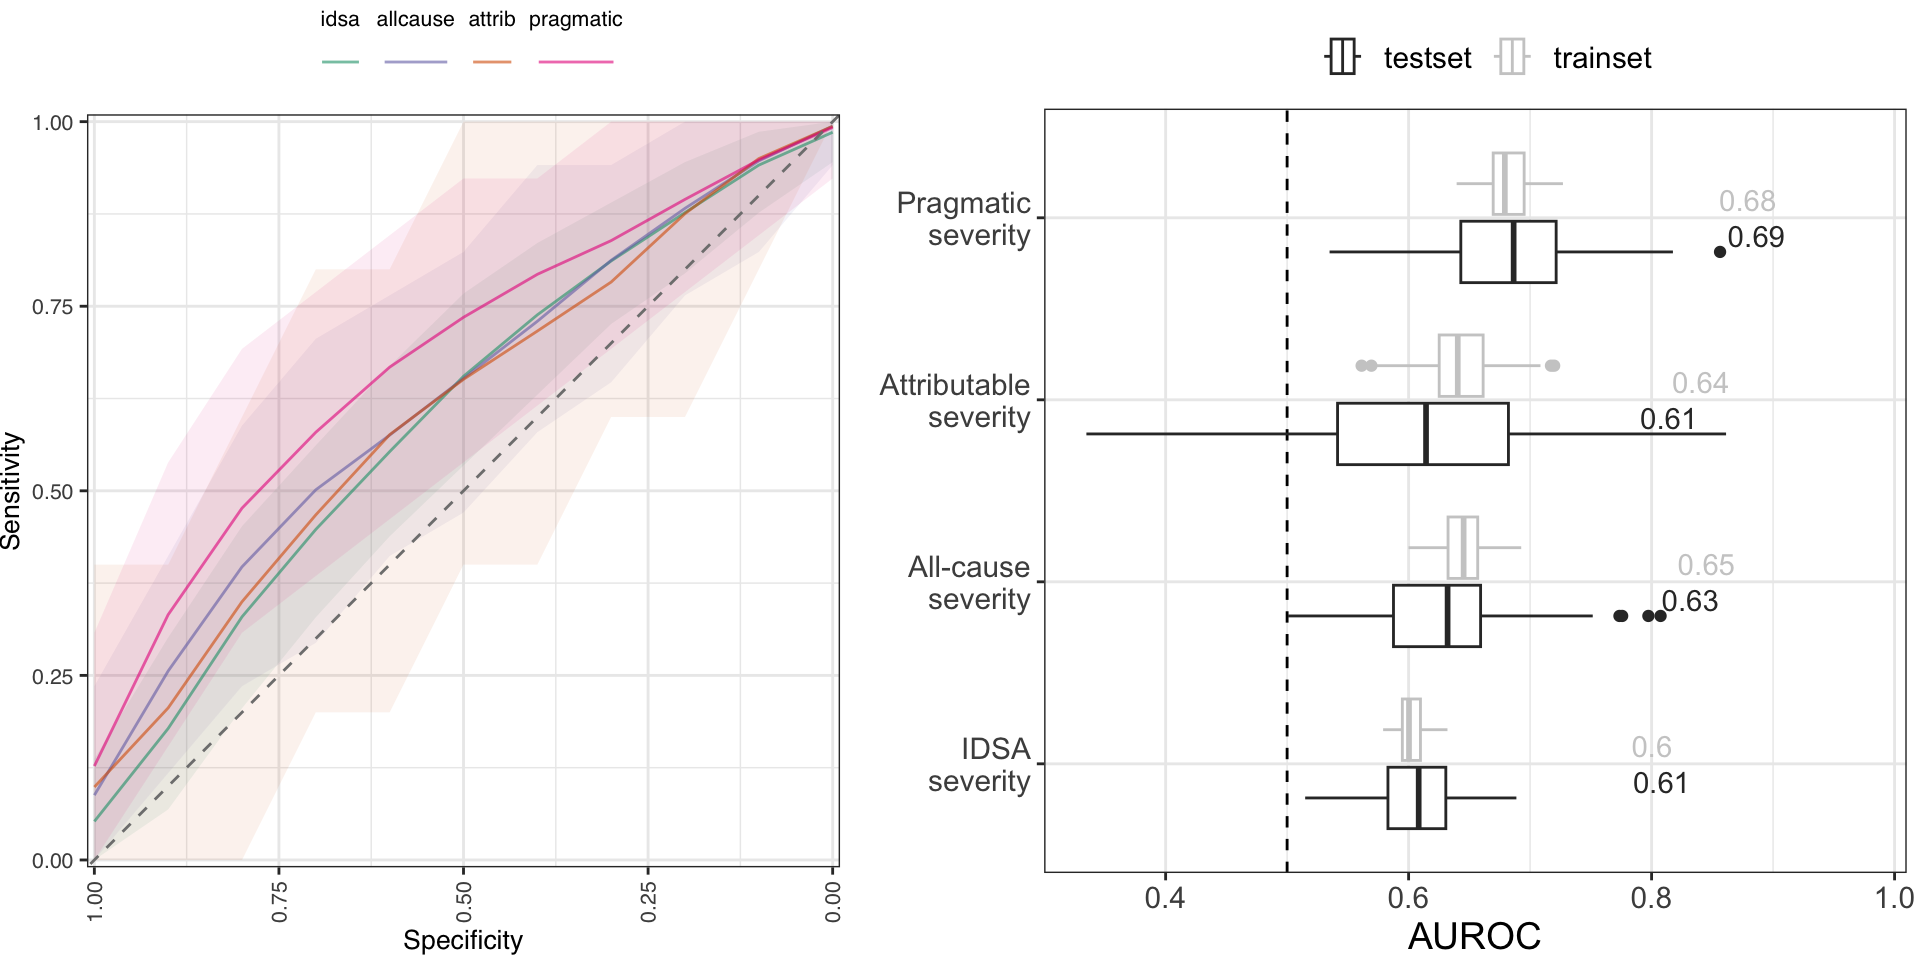 idsa allcause attrib pragmatic
1.00
0.75
0.50
0.25
0.00
Sensitivity
1.00 0.75 0.50 0.25 0.00
Specificity
testset trainset
Pragmatic
severity
0.68
0.69
Attributable
severity
0.64
0.61
All-cause
severity
0.65
0.63
IDSA
severity
0.6
0.61
0.4 0.6 0.8 1.0
AUROC